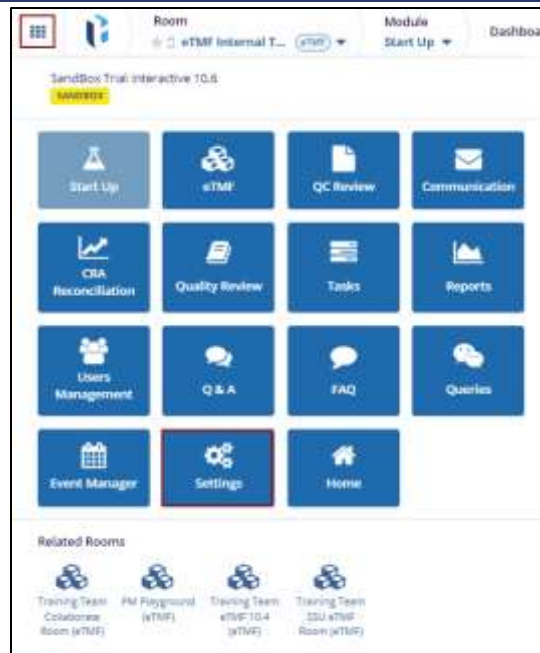 Room
Module
eTMF Internal T... (eTMF)
Start Up
Dashboa
SandBox Trial Interactive 10.6
SANDBOX
Start Up
eTMF
QC Review
Communication
CRA
Reconciliation
Quality Review
Tasks
Reports
Users
Management
Q & A
FAQ
Queries
Event Manager
Settings
Home
Related Rooms
Training Team
Collaborate
Room (eTMF)
PM Playground
(eTMF)
Training Team
eTMF 10.4
(eTMF)
Training Team
SSU eTMF
Room (eTMF)